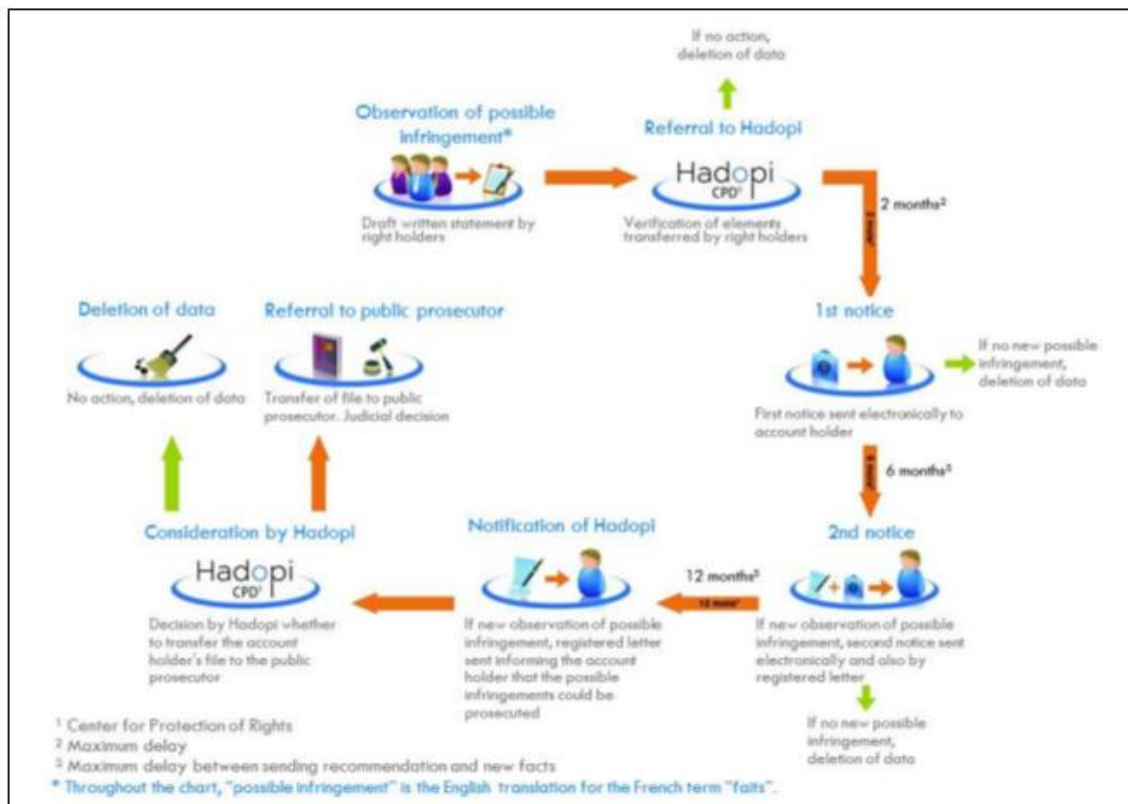 If no action,
deletion of data
Observation of possible
infringement*
Referral to Hadopi
Hadopi
CPD¹
Draft written statement by
right holders
Verification of elements
transferred by right holders
2 months²
2 mois²
Deletion of data
Referral to public prosecutor
1st notice
If no new possible
infringement,
deletion of data
No action, deletion of data
Transfer of file to public
prosecutor. Judicial decision
First notice sent electronically to
account holder
6 months³
6 mois³
Consideration by Hadopi
Notification of Hadopi
2nd notice
Hadopi
CPD¹
12 months³
12 mois³
Decision by Hadopi whether
to transfer the account
holder's file to the public
prosecutor
If new observation of possible
infringement, registered letter
sent informing the account
holder that the possible
infringements could be
prosecuted
If new observation of possible
infringement, second notice sent
electronically and also by
registered letter
If no new possible
infringement,
deletion of data
¹ Center for Protection of Rights
² Maximum delay
³ Maximum delay between sending recommendation and new facts
* Throughout the chart, "possible infringement" is the English translation for the French term "faits".